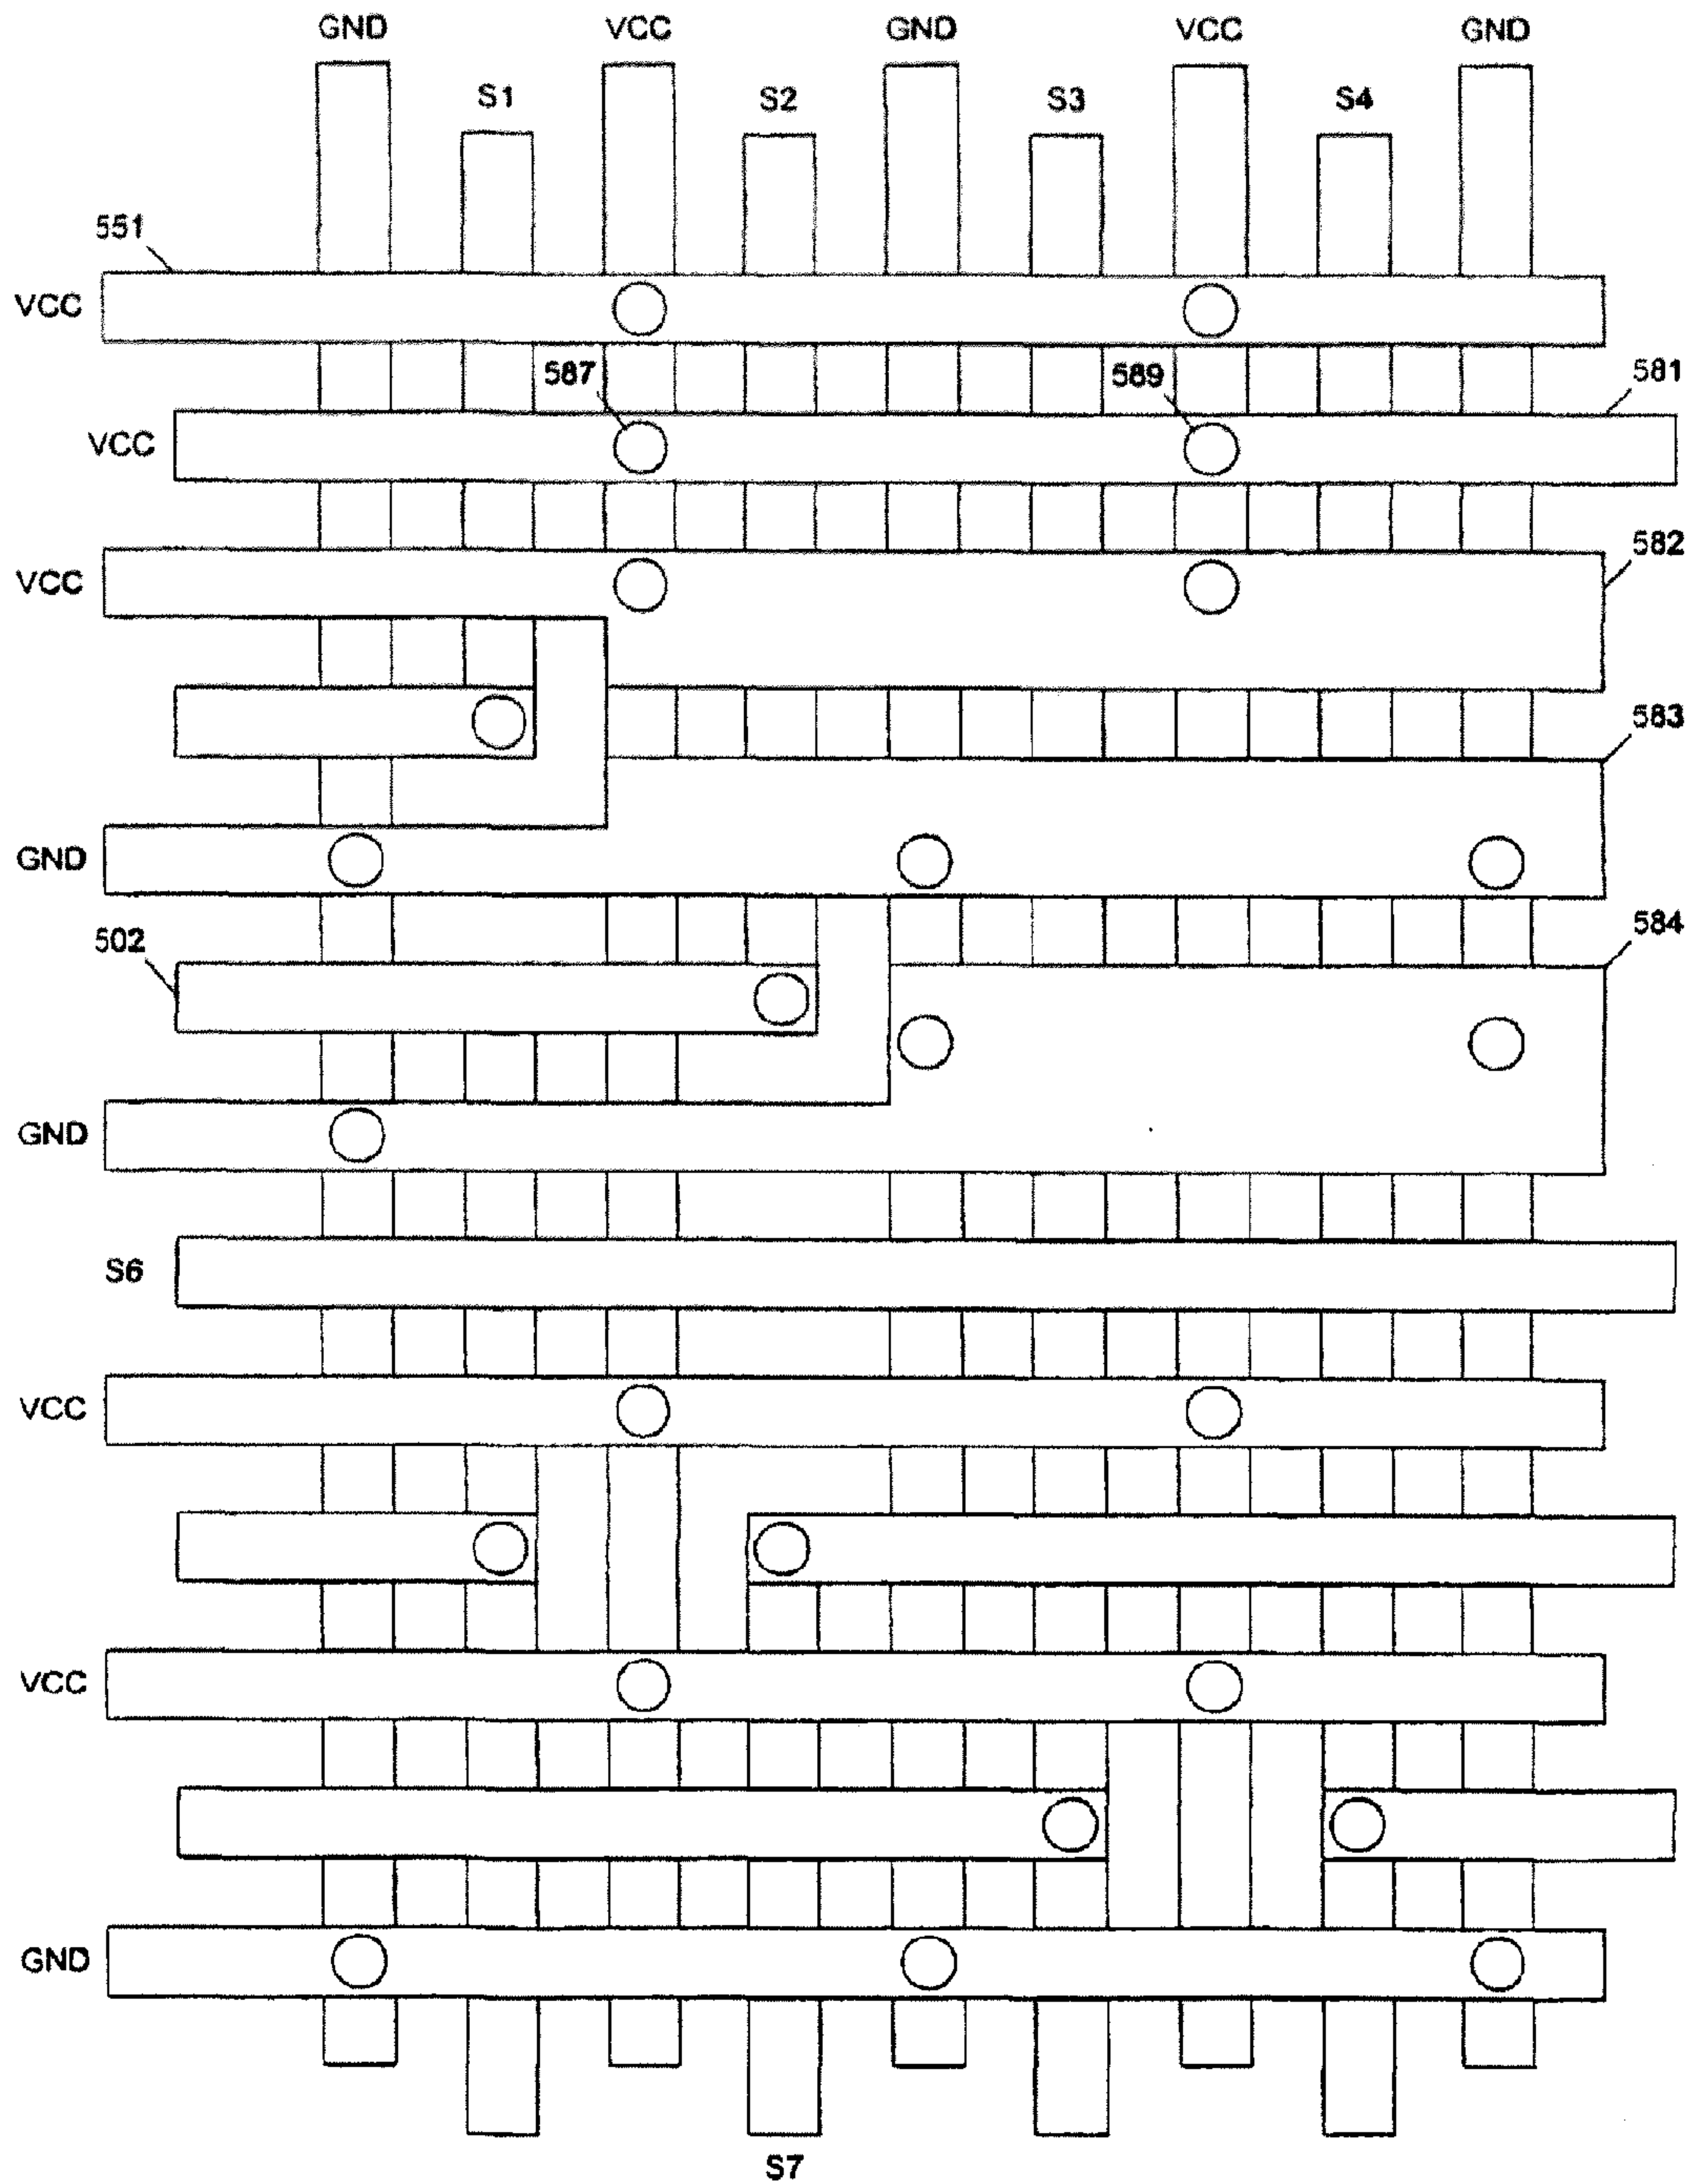 GND VCC GND VCC GND
S1 S2 S3 S4
551
VCC
587 589 581
VCC
582
VCC
583
GND
502 584
GND
S6
VCC
VCC
GND
S7